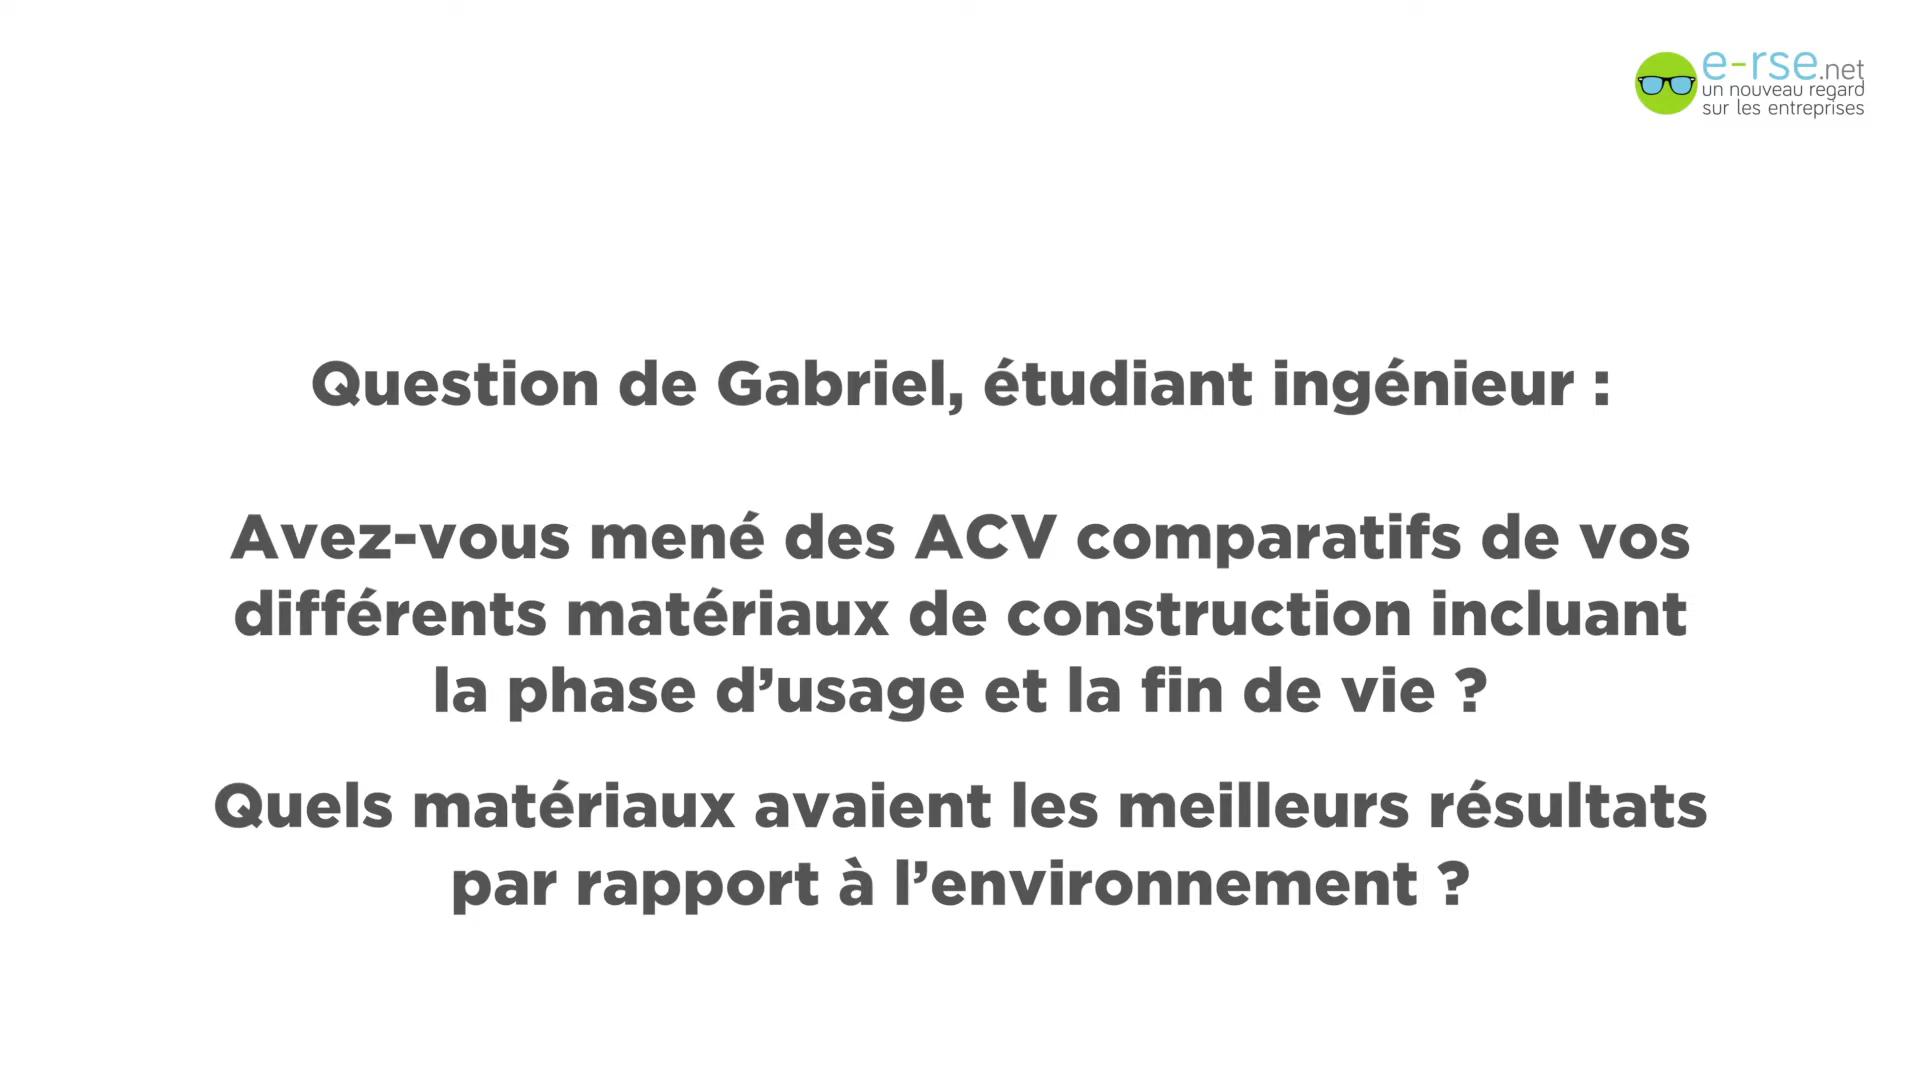 e-rse.net
un nouveau regard
sur les entreprises
Question de Gabriel, étudiant ingénieur :
Avez-vous mené des ACV comparatifs de vos
différents matériaux de construction incluant
la phase d’usage et la fin de vie ?
Quels matériaux avaient les meilleurs résultats
par rapport à l’environnement ?